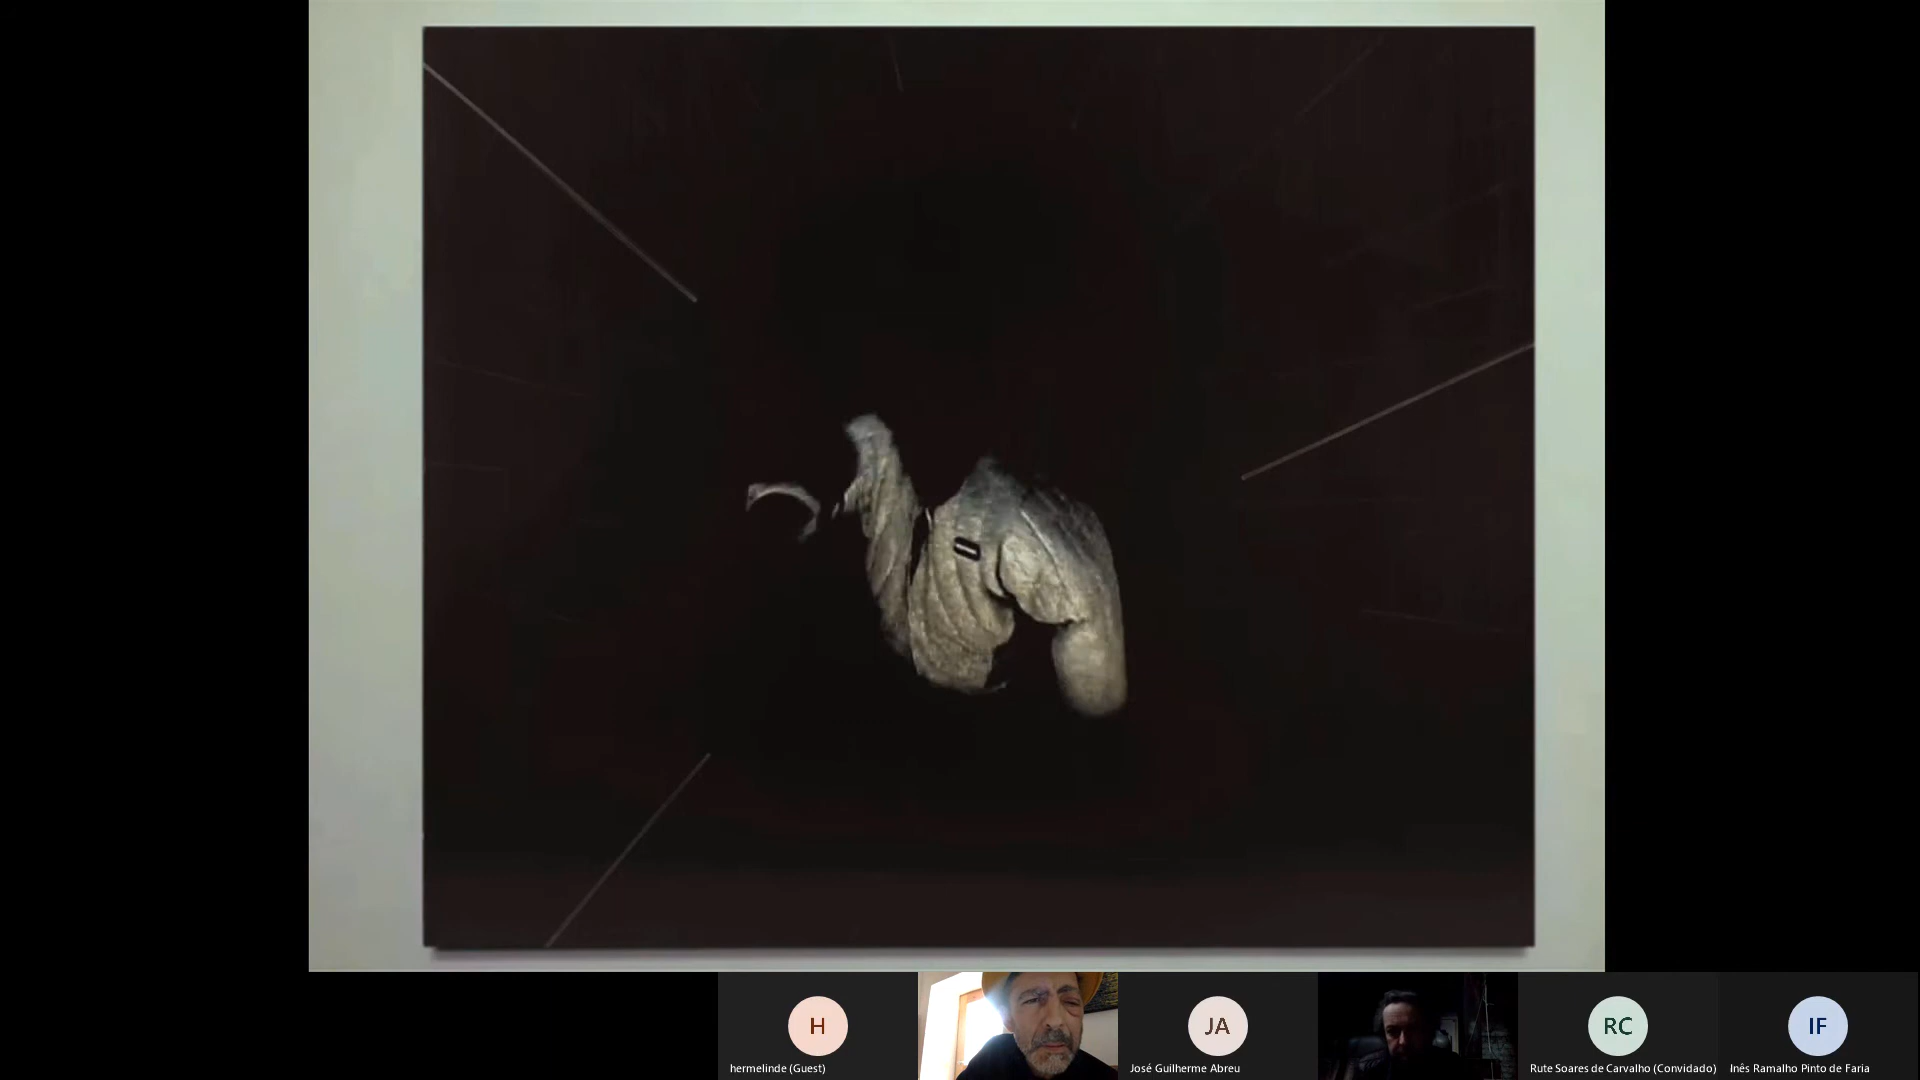 H
hermelinde (Guest)
JA
José Guilherme Abreu
RC
Rute Soares de Carvalho (Convidado)
IF
Inês Ramalho Pinto de Faria